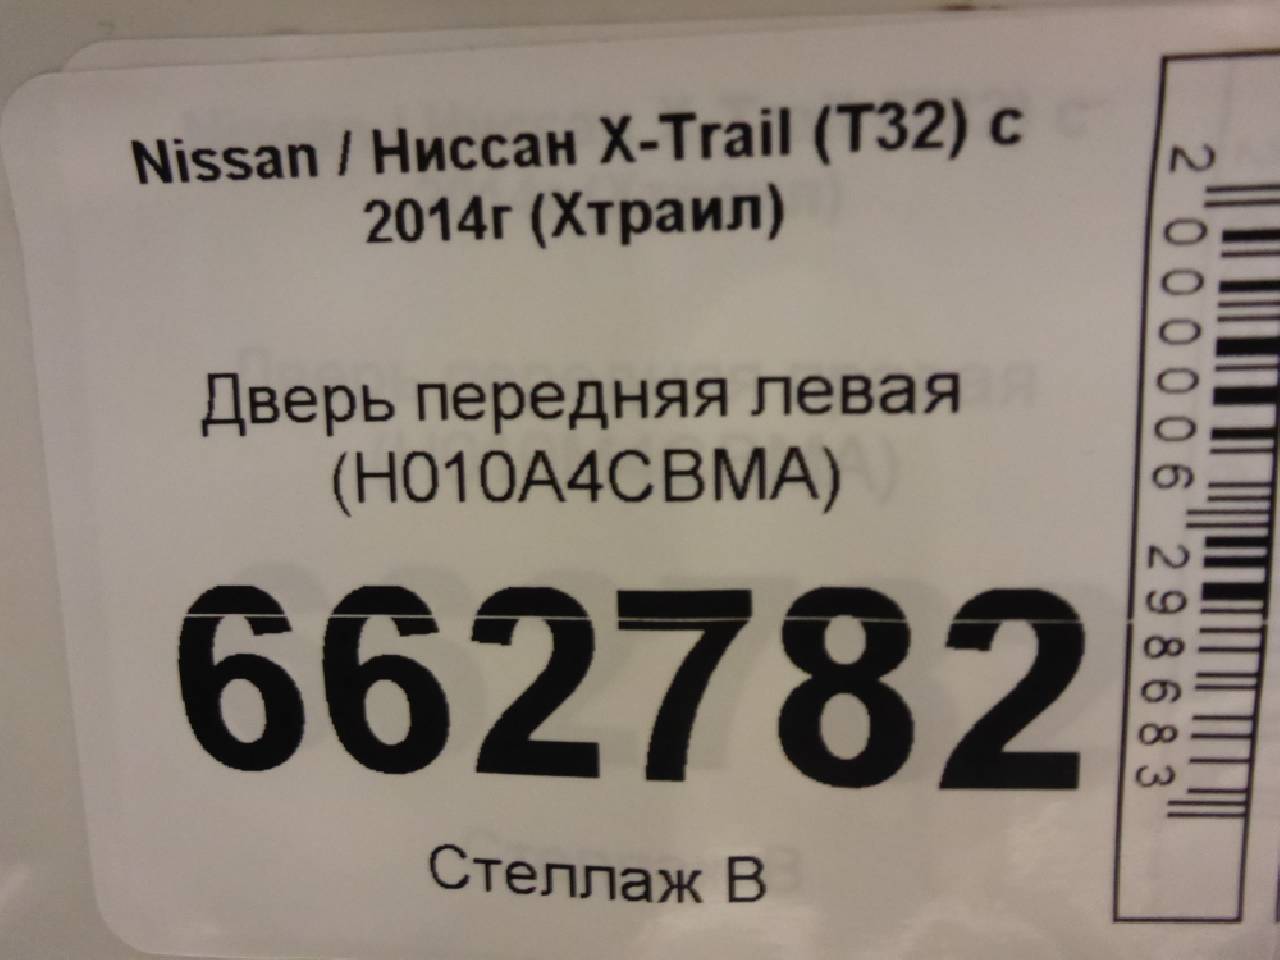 Nissan / Ниссан X-Trail (T32) с
2014г (Хтраил)
Дверь передняя левая
(H010A4CBMA)
662782
Стеллаж В
2000006298683